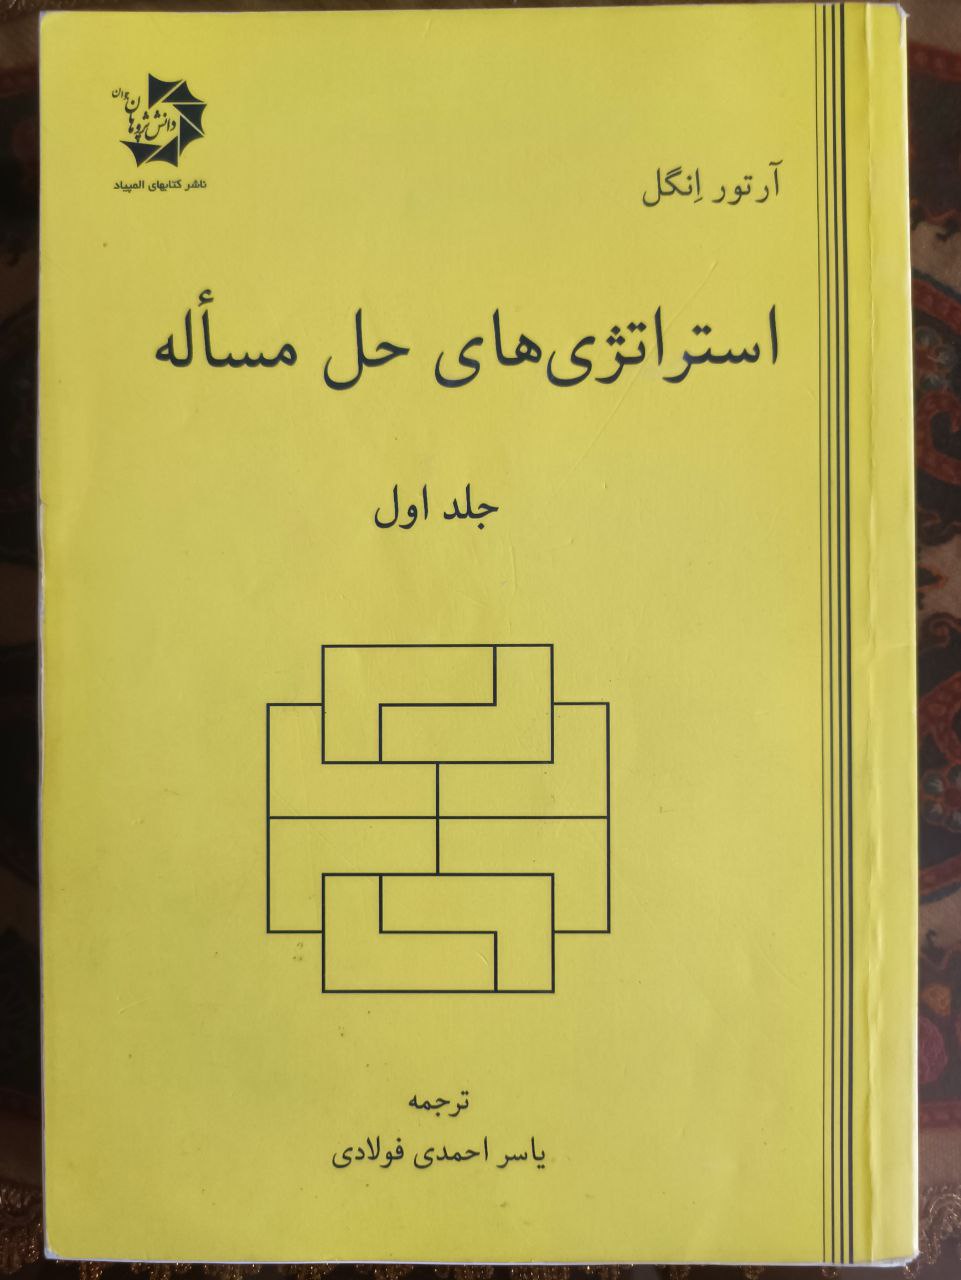 دانش پژوهان جوان
ناشر کتابهای المپیاد
آرتور اِنگل
استراتژی‌های حل مسأله
جلد اول
ترجمه
یاسر احمدی فولادی